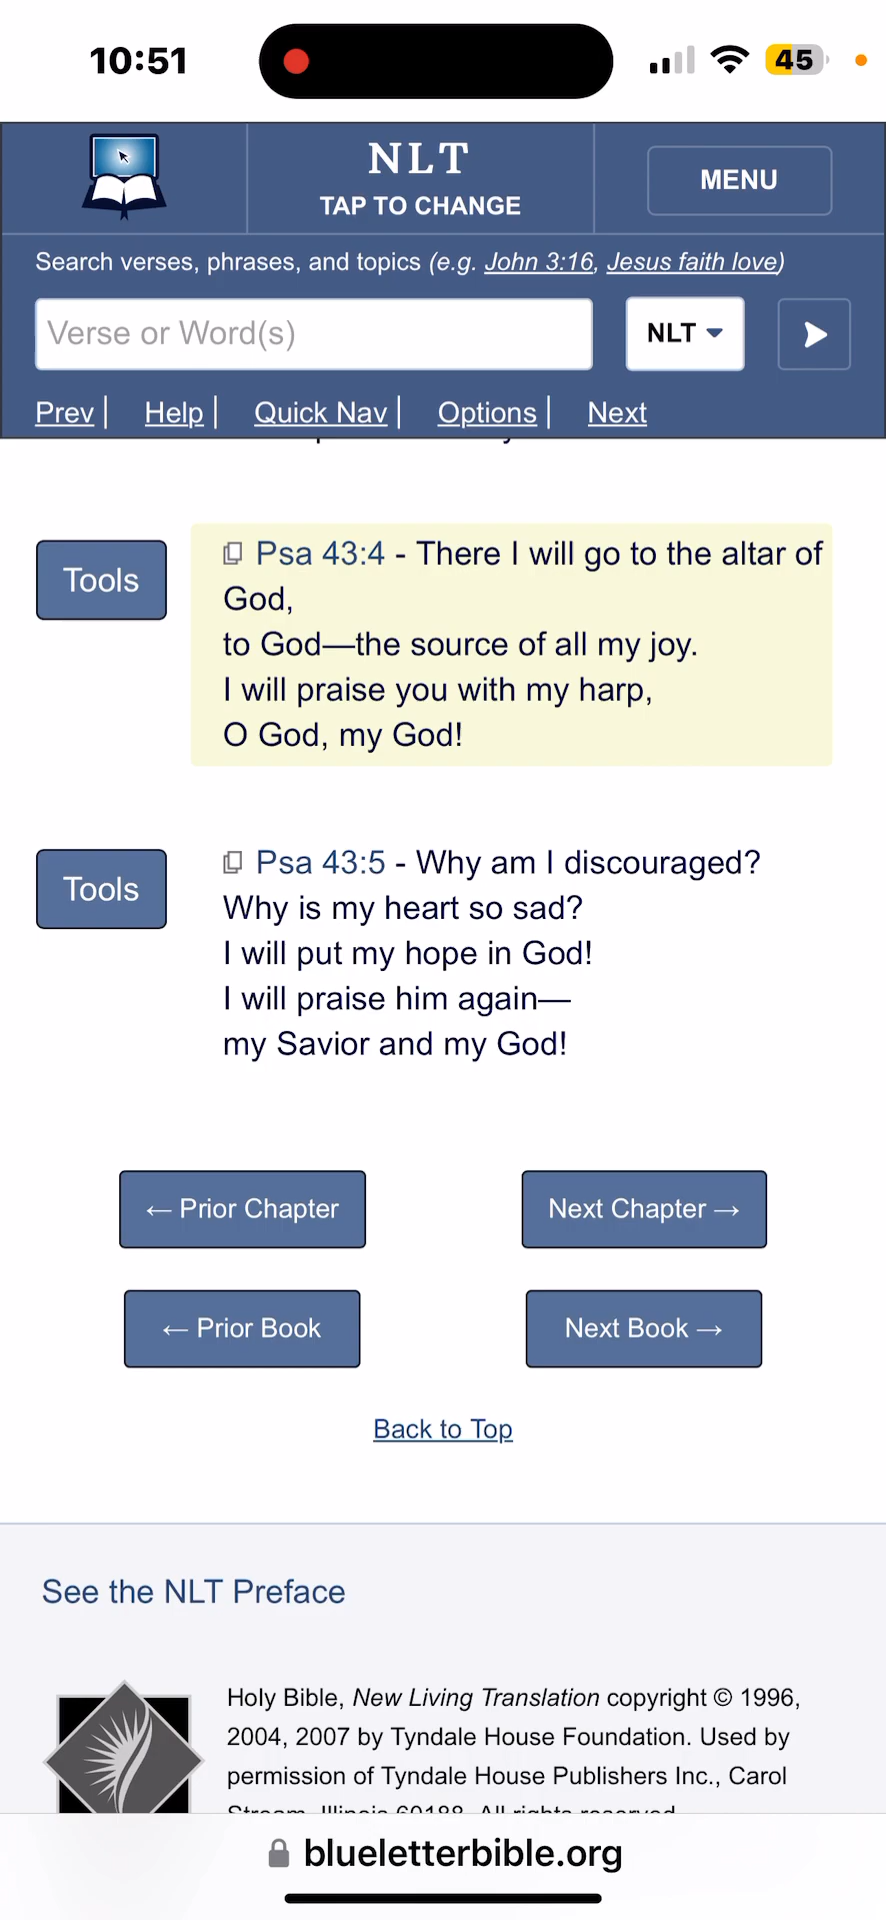 10:51
45
NLT
TAP TO CHANGE
MENU
Search verses, phrases, and topics (e.g. John 3:16, Jesus faith love)
Verse or Word(s)
NLT
Prev | Help | Quick Nav | Options | Next
Tools
Psa 43:4 - There I will go to the altar of
God,
to God—the source of all my joy.
I will praise you with my harp,
O God, my God!
Tools
Psa 43:5 - Why am I discouraged?
Why is my heart so sad?
I will put my hope in God!
I will praise him again—
my Savior and my God!
← Prior Chapter
Next Chapter →
← Prior Book
Next Book →
Back to Top
See the NLT Preface
Holy Bible, New Living Translation copyright © 1996,
2004, 2007 by Tyndale House Foundation. Used by
permission of Tyndale House Publishers Inc., Carol
Stream, Illinois 60188. All rights reserved.
blueletterbible.org